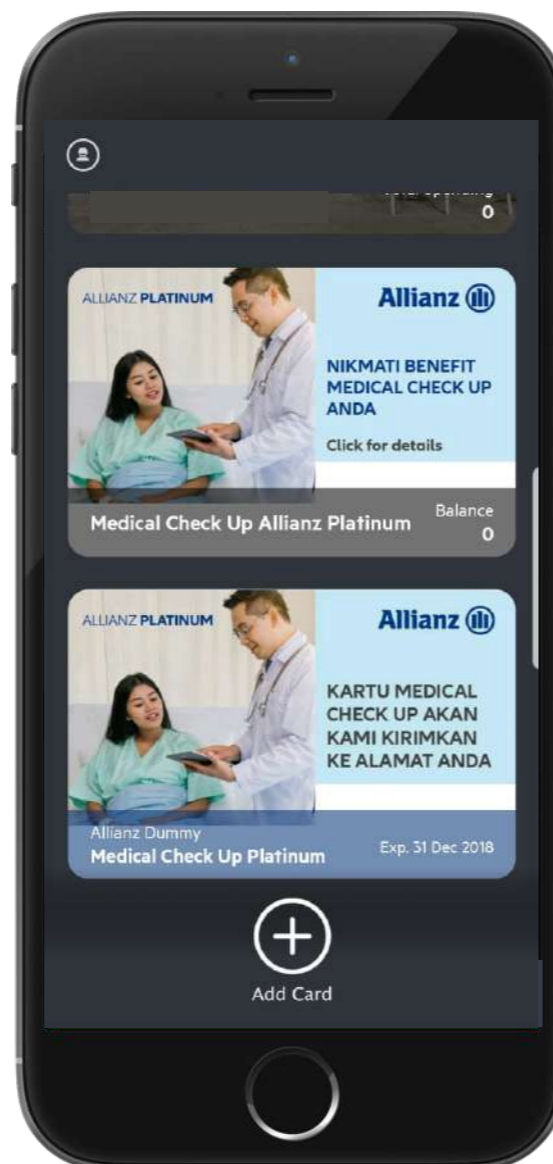 Total Spending
0
ALLIANZ PLATINUM
Allianz
NIKMATI BENEFIT
MEDICAL CHECK UP
ANDA
Click for details
Medical Check Up Allianz Platinum
Balance
0
ALLIANZ PLATINUM
Allianz
KARTU MEDICAL
CHECK UP AKAN
KAMI KIRIMKAN
KE ALAMAT ANDA
Allianz Dummy
Medical Check Up Platinum
Exp. 31 Dec 2018
Add Card